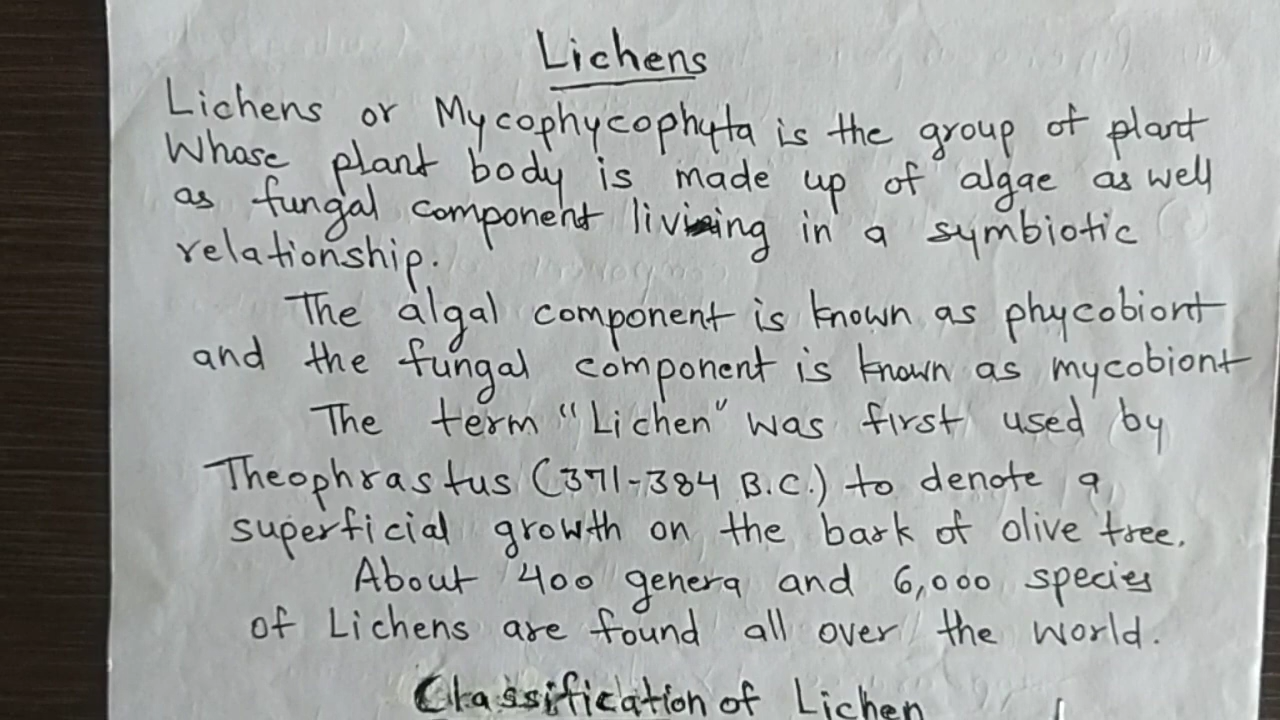 Lichens
Lichens or Mycophycophyta is the group of plant
Whose plant body is made up of algae as well
as fungal component living in a symbiotic
relationship.
The algal component is known as phycobiont
and the fungal component is known as mycobiont
The term "Lichen" was first used by
Theophrastus (371-384 B.C.) to denote a
superficial growth on the bark of olive tree.
About 400 genera and 6,000 species
of Lichens are found all over the world.
Classification of Lichen